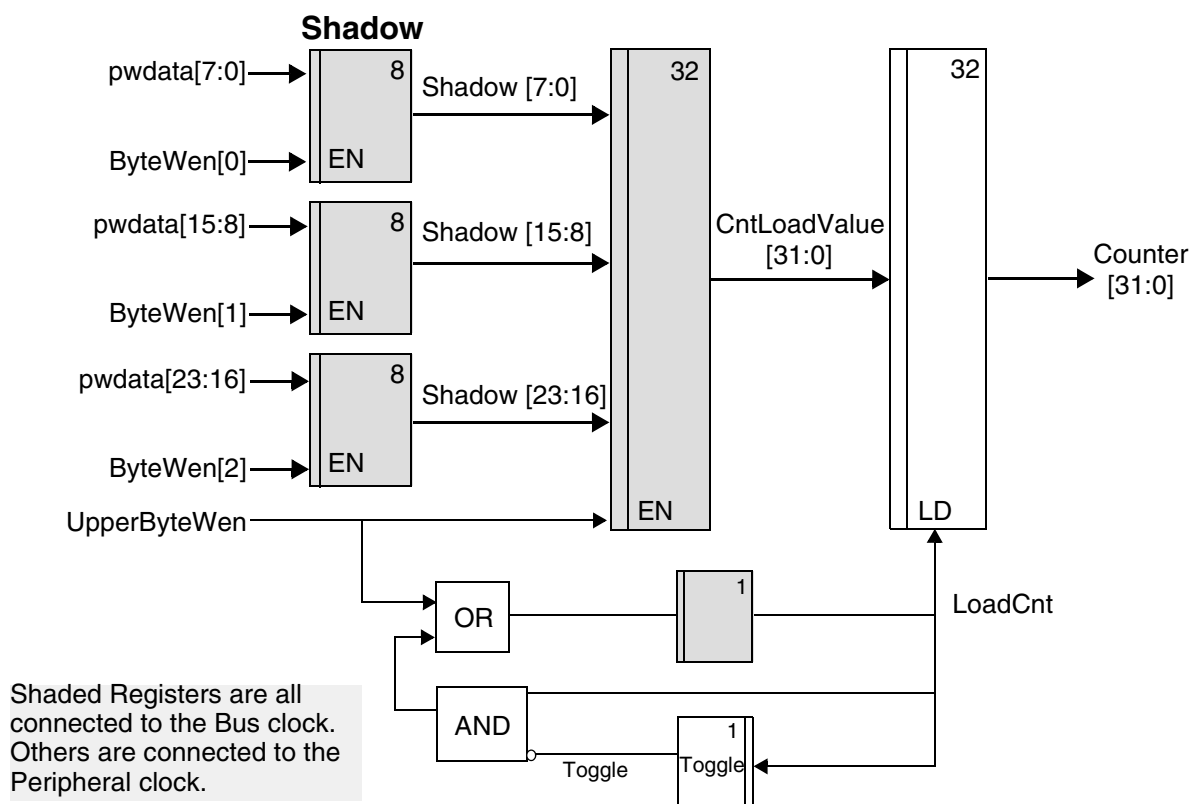 Shadow
pwdata[7:0]
8
Shadow [7:0]
32
32
ByteWen[0]
EN
pwdata[15:8]
8
Shadow [15:8]
CntLoadValue
[31:0]
Counter
[31:0]
ByteWen[1]
EN
pwdata[23:16]
8
Shadow [23:16]
ByteWen[2]
EN
UpperByteWen
EN
LD
1
OR
LoadCnt
Shaded Registers are all
connected to the Bus clock.
Others are connected to the
Peripheral clock.
AND
1
Toggle
Toggle